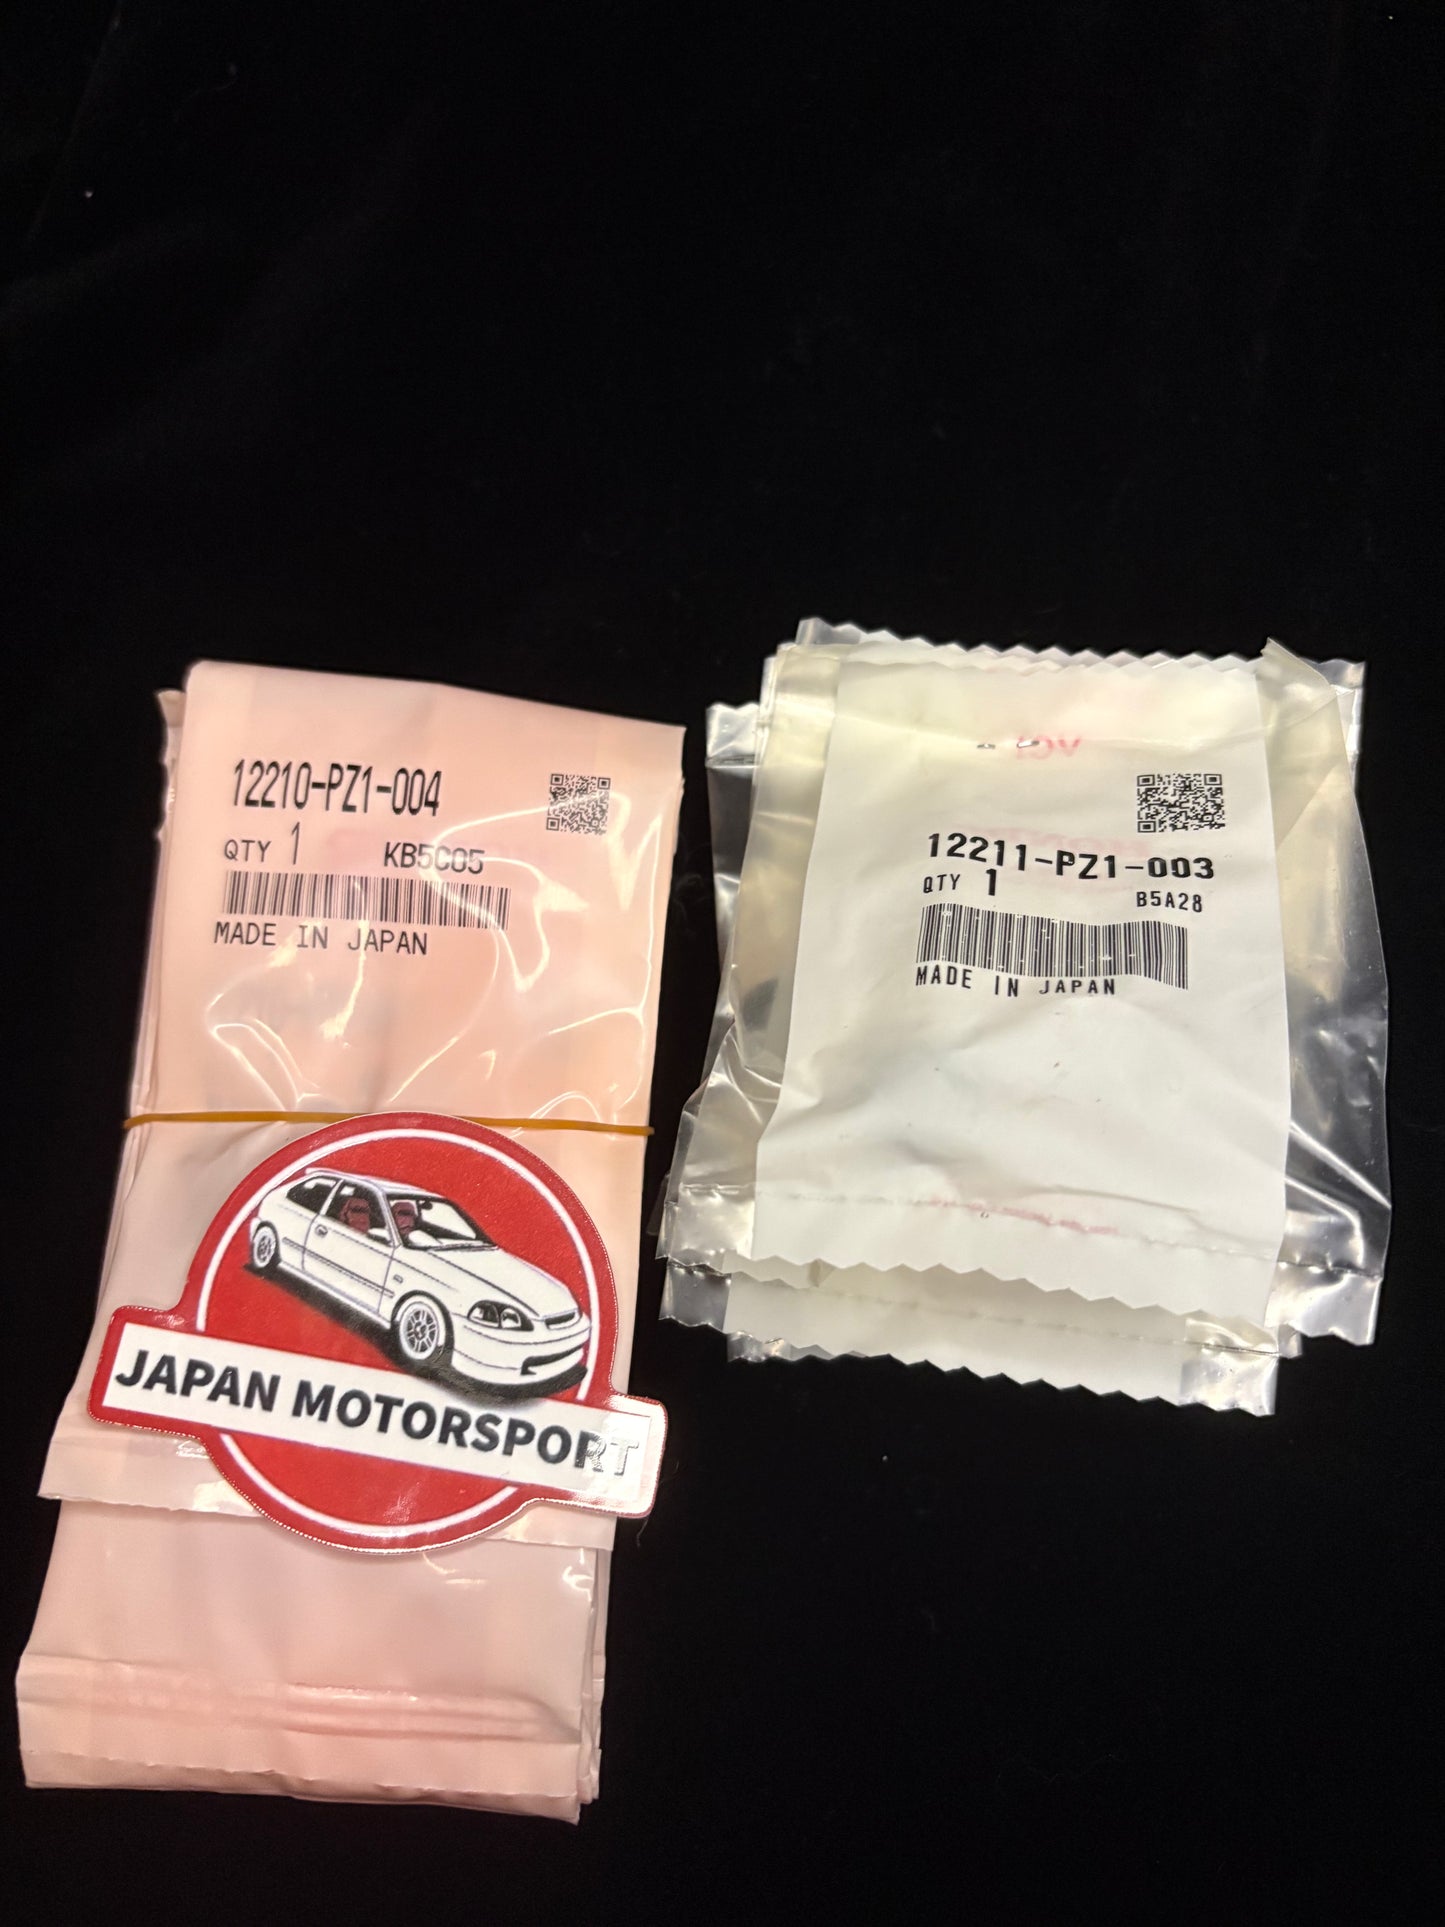 12210-PZ1-004
QTY 1 KB5C05
MADE IN JAPAN
JAPAN MOTORSPORT
12211-PZ1-003
QTY 1 B5A28
MADE IN JAPAN